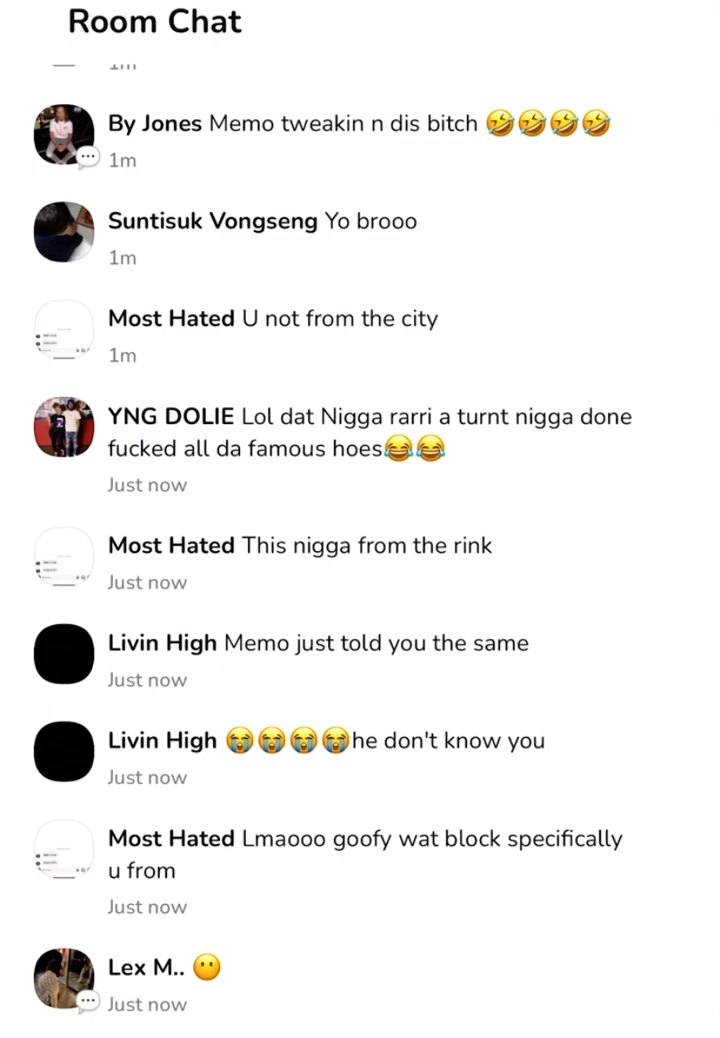 Room Chat
By Jones Memo tweakin n dis bitch 🤣🤣🤣🤣
1m
Suntisuk Vongseng Yo brooo
1m
Most Hated U not from the city
1m
YNG DOLIE Lol dat Nigga rarri a turnt nigga done
fucked all da famous hoes😂😂
Just now
Most Hated This nigga from the rink
Just now
Livin High Memo just told you the same
Just now
Livin High 😭😭😭😭he don't know you
Just now
Most Hated Lmaooo goofy wat block specifically
u from
Just now
Lex M.. 😶
Just now